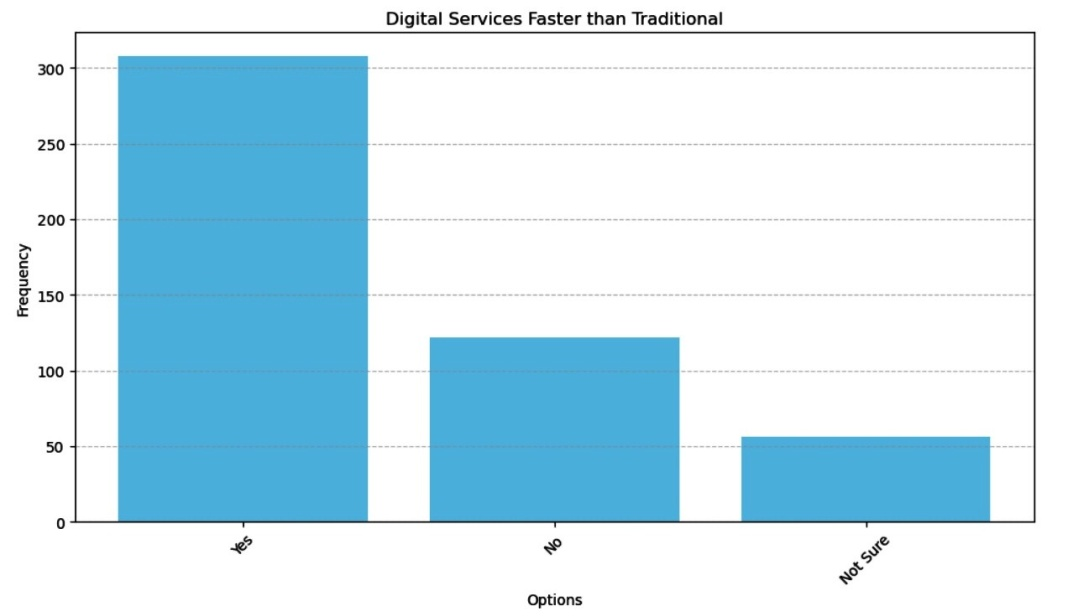 Digital Services Faster than Traditional
300
250
200
150
100
50
0
Frequency
Yes
No
Not Sure
Options